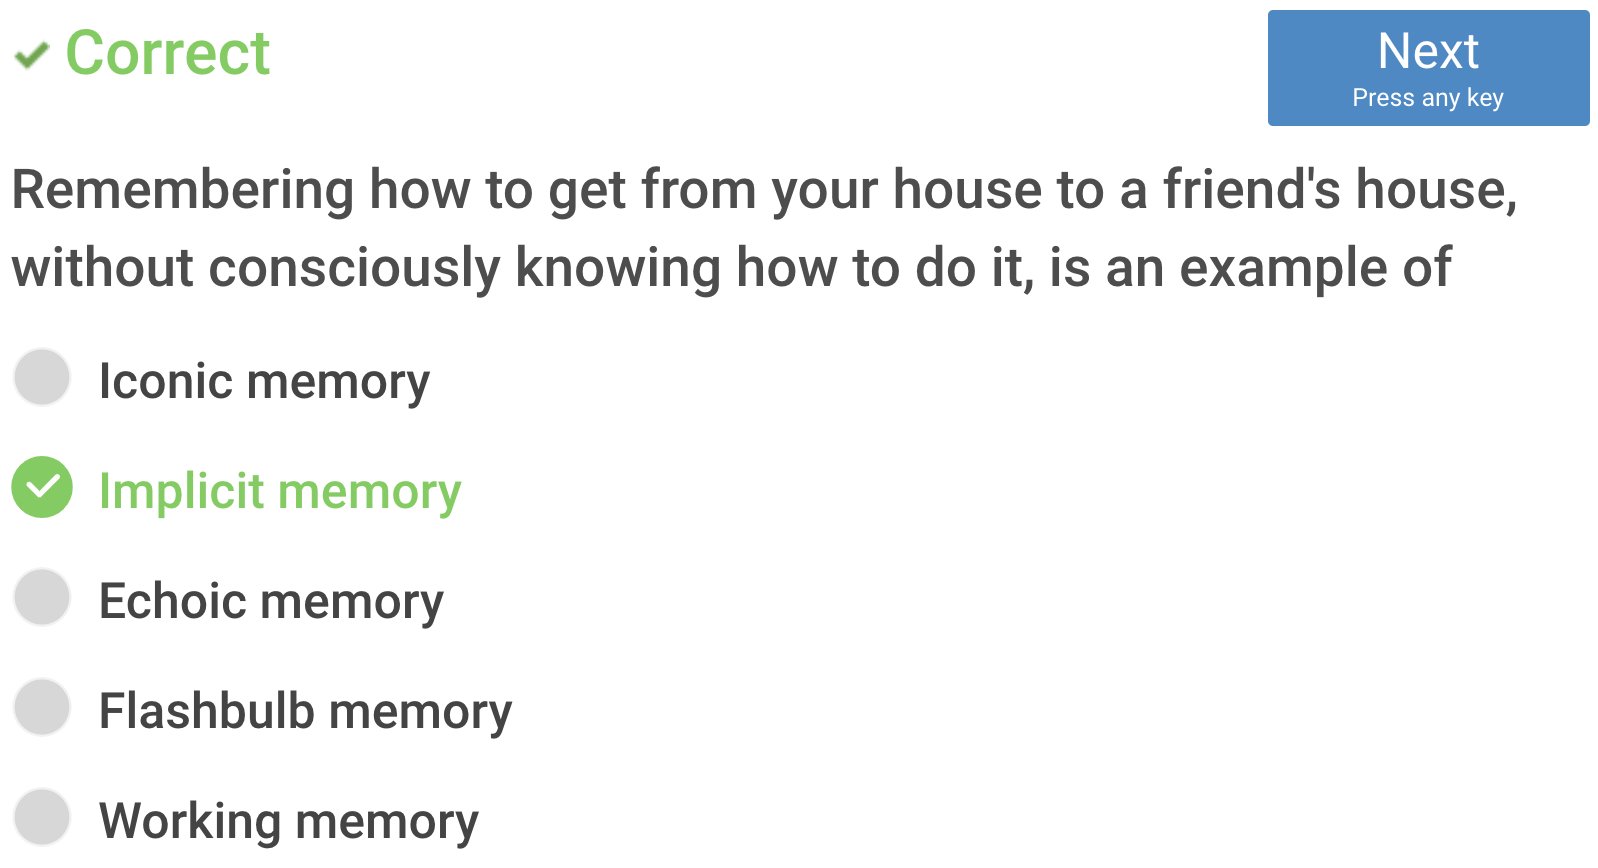 Correct
Next
Press any key
Remembering how to get from your house to a friend's house,
without consciously knowing how to do it, is an example of
Iconic memory
Implicit memory
Echoic memory
Flashbulb memory
Working memory